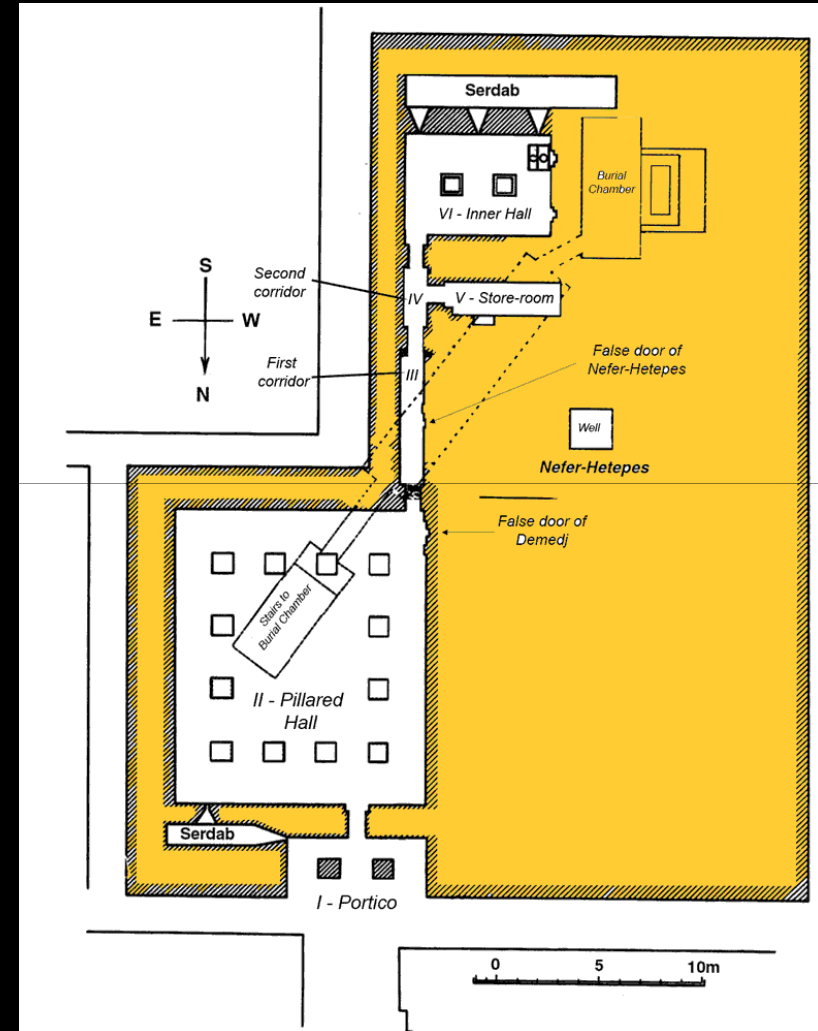 Serdab
Burial
Chamber
VI - Inner Hall
S
E
W
N
Second
corridor
IV
V - Store-room
First
corridor
III
False door of
Nefer-Hetepes
Well
Nefer-Hetepes
False door of
Demedj
Stairs to
Burial Chamber
II - Pillared
Hall
Serdab
I - Portico
0
5
10m